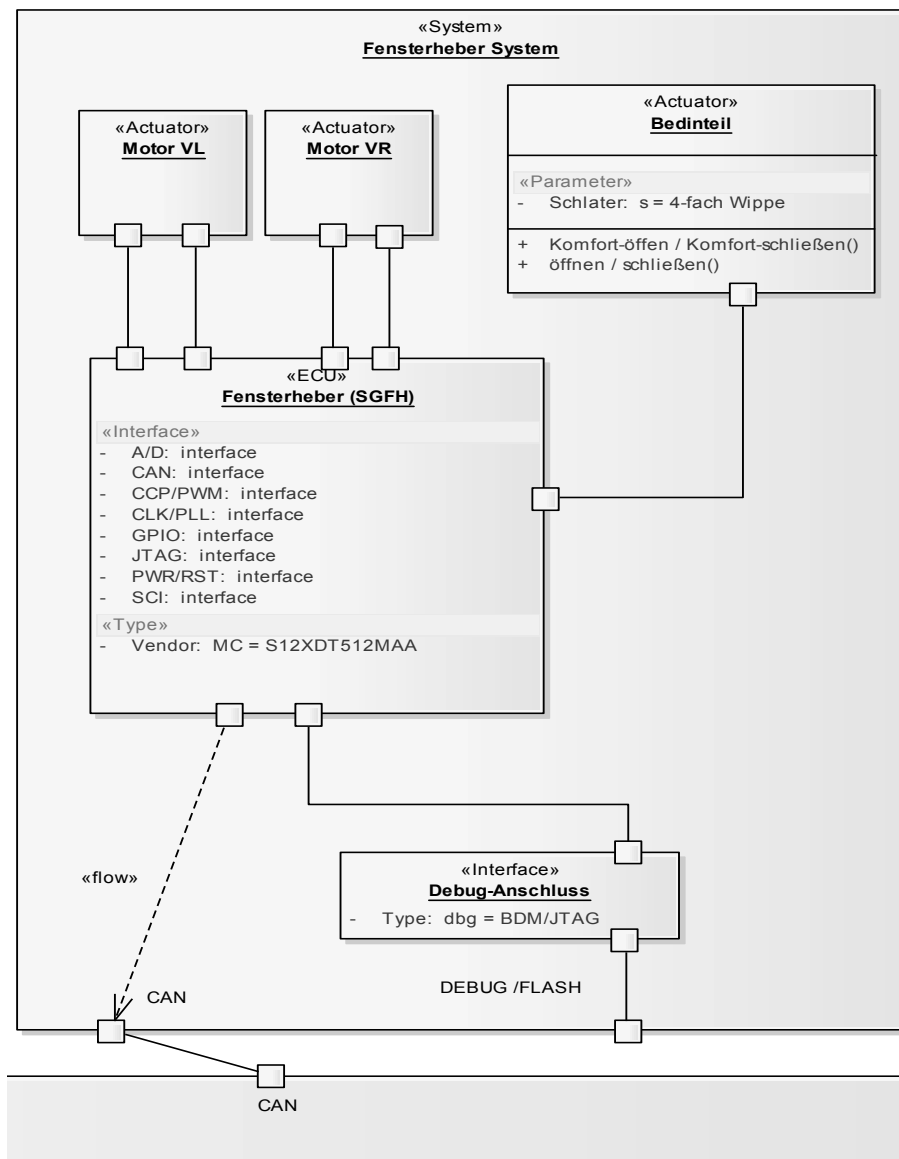 «System»
Fensterheber System
«Actuator»
Motor VL
«Actuator»
Motor VR
«Actuator»
Bedinteil
«Parameter»
- Schlater: s = 4-fach Wippe
+ Komfort-öffen / Komfort-schließen()
+ öffnen / schließen()
«ECU»
Fensterheber (SGFH)
«Interface»
- A/D: interface
- CAN: interface
- CCP/PWM: interface
- CLK/PLL: interface
- GPIO: interface
- JTAG: interface
- PWR/RST: interface
- SCI: interface
«Type»
- Vendor: MC = S12XDT512MAA
«flow»
«Interface»
Debug-Anschluss
- Type: dbg = BDM/JTAG
DEBUG /FLASH
CAN
CAN